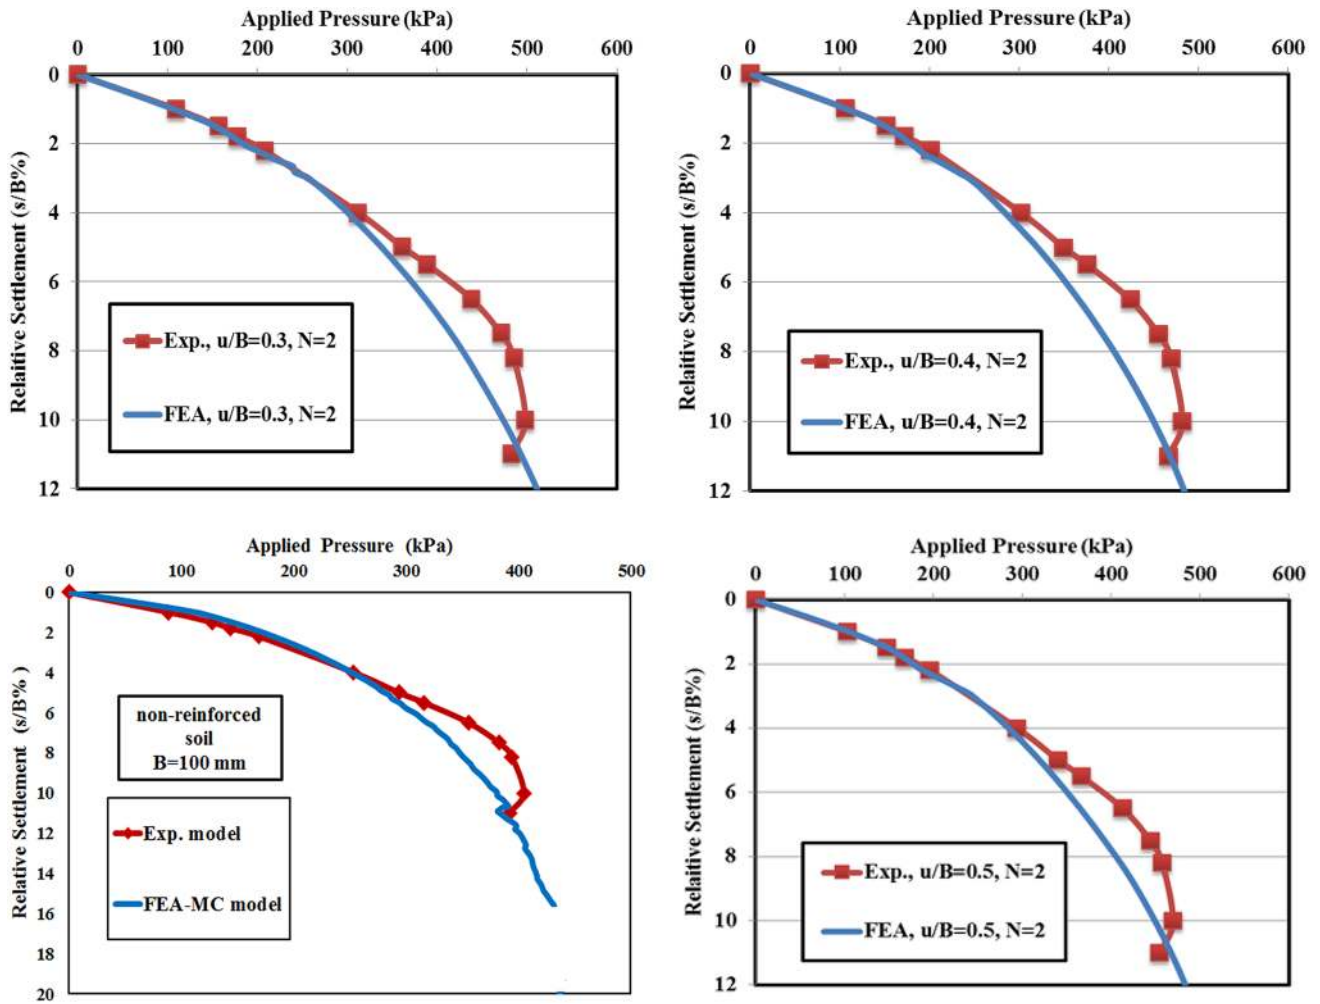 Applied Pressure (kPa)
0 100 200 300 400 500 600
0
2
4
6
8
10
12
Relaitive Settlement (s/B%)
Exp., u/B=0.3, N=2
FEA, u/B=0.3, N=2
Applied Pressure (kPa)
0 100 200 300 400 500 600
0
2
4
6
8
10
12
Relaitive Settlement (s/B%)
Exp., u/B=0.4, N=2
FEA, u/B=0.4, N=2
Applied Pressure (kPa)
0 100 200 300 400 500
0
2
4
6
8
10
12
14
16
18
20
Relative Settlement (s/B%)
non-reinforced
soil
B=100 mm
Exp. model
FEA-MC model
Applied Pressure (kPa)
0 100 200 300 400 500 600
0
2
4
6
8
10
12
Relaitive Settlement (s/B%)
Exp., u/B=0.5, N=2
FEA, u/B=0.5, N=2